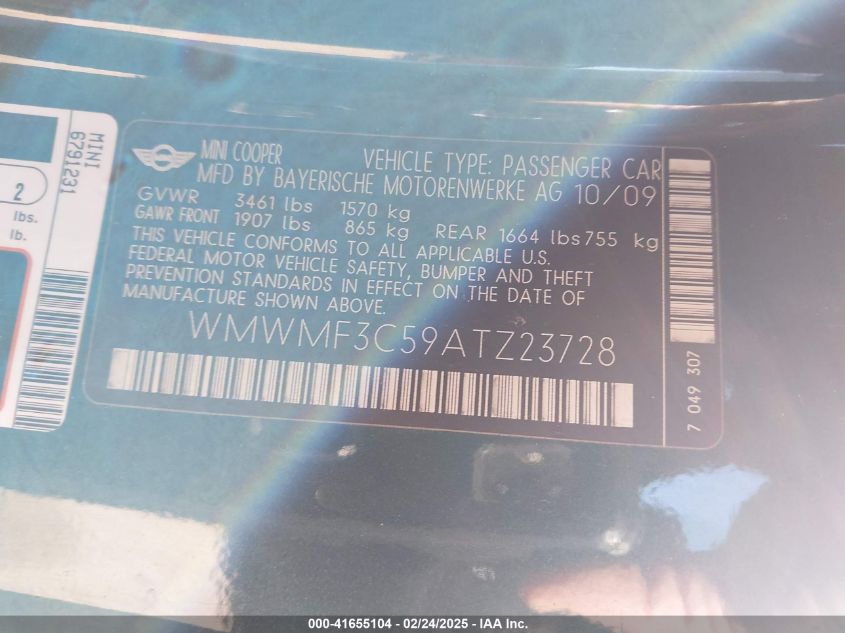 MINI
6791231
2
lbs.
lb.
MINI COOPER VEHICLE TYPE: PASSENGER CAR
MFD BY BAYERISCHE MOTORENWERKE AG 10/09
GVWR 3461 lbs 1570 kg
GAWR FRONT 1907 lbs 865 kg REAR 1664 lbs 755 kg
THIS VEHICLE CONFORMS TO ALL APPLICABLE U.S.
FEDERAL MOTOR VEHICLE SAFETY, BUMPER AND THEFT
PREVENTION STANDARDS IN EFFECT ON THE DATE OF
MANUFACTURE SHOWN ABOVE.
WMWMF3C59ATZ23728
7 049 307
000-41655104 - 02/24/2025 - IAA Inc.